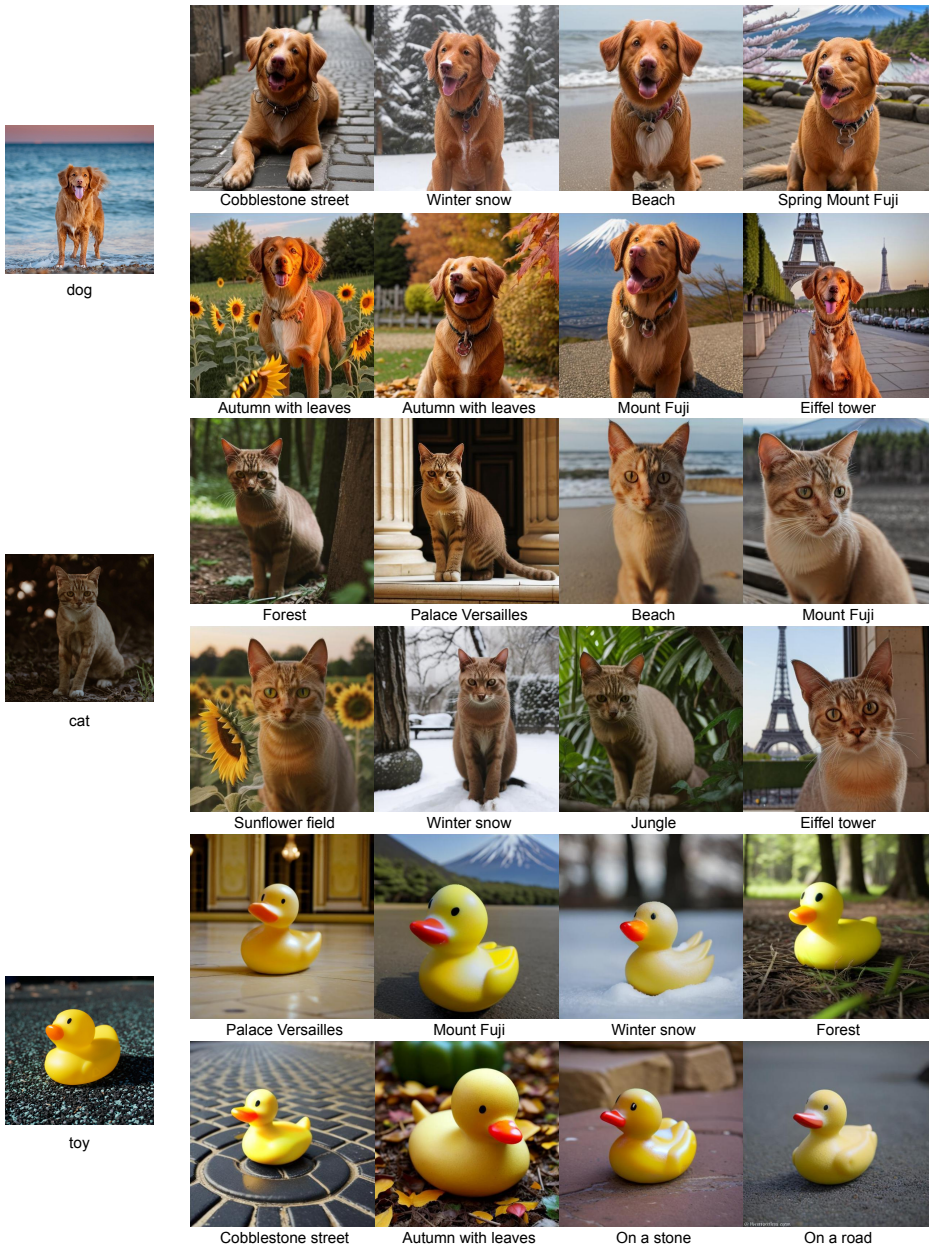 Cobblestone street
Winter snow
Beach
Spring Mount Fuji
dog
Autumn with leaves
Autumn with leaves
Mount Fuji
Eiffel tower
Forest
Palace Versailles
Beach
Mount Fuji
cat
Sunflower field
Winter snow
Jungle
Eiffel tower
Palace Versailles
Mount Fuji
Winter snow
Forest
toy
Cobblestone street
Autumn with leaves
On a stone
On a road